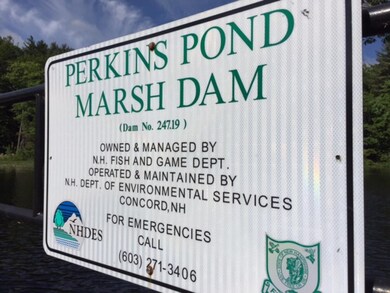 PERKINS POND
MARSH DAM
(Dam No. 247.19)
OWNED & MANAGED BY
N.H. FISH AND GAME DEPT.
OPERATED & MAINTAINED BY
N.H. DEPT. OF ENVIRONMENTAL SERVICES
CONCORD,NH
FOR EMERGENCIES
CALL
(603) 271-3406
NHDES